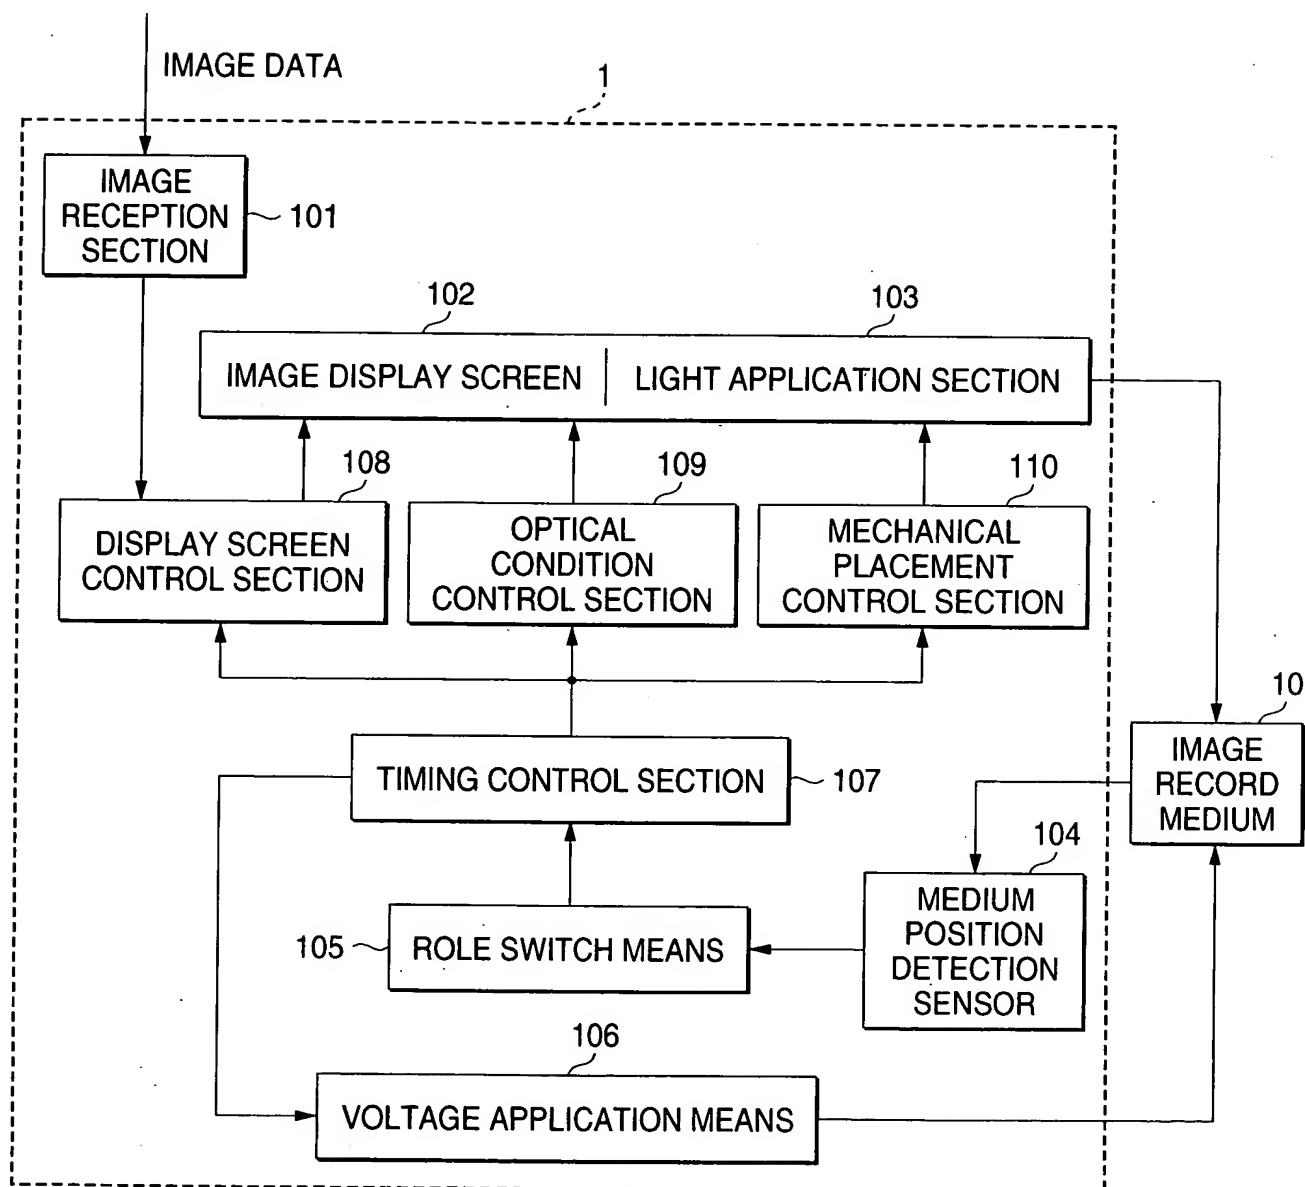 IMAGE DATA
1
IMAGE
RECEPTION
SECTION
101
102
103
IMAGE DISPLAY SCREEN
LIGHT APPLICATION SECTION
108
109
110
DISPLAY SCREEN
CONTROL SECTION
OPTICAL
CONDITION
CONTROL SECTION
MECHANICAL
PLACEMENT
CONTROL SECTION
10
IMAGE
RECORD
MEDIUM
TIMING CONTROL SECTION
107
104
MEDIUM
POSITION
DETECTION
SENSOR
105
ROLE SWITCH MEANS
106
VOLTAGE APPLICATION MEANS